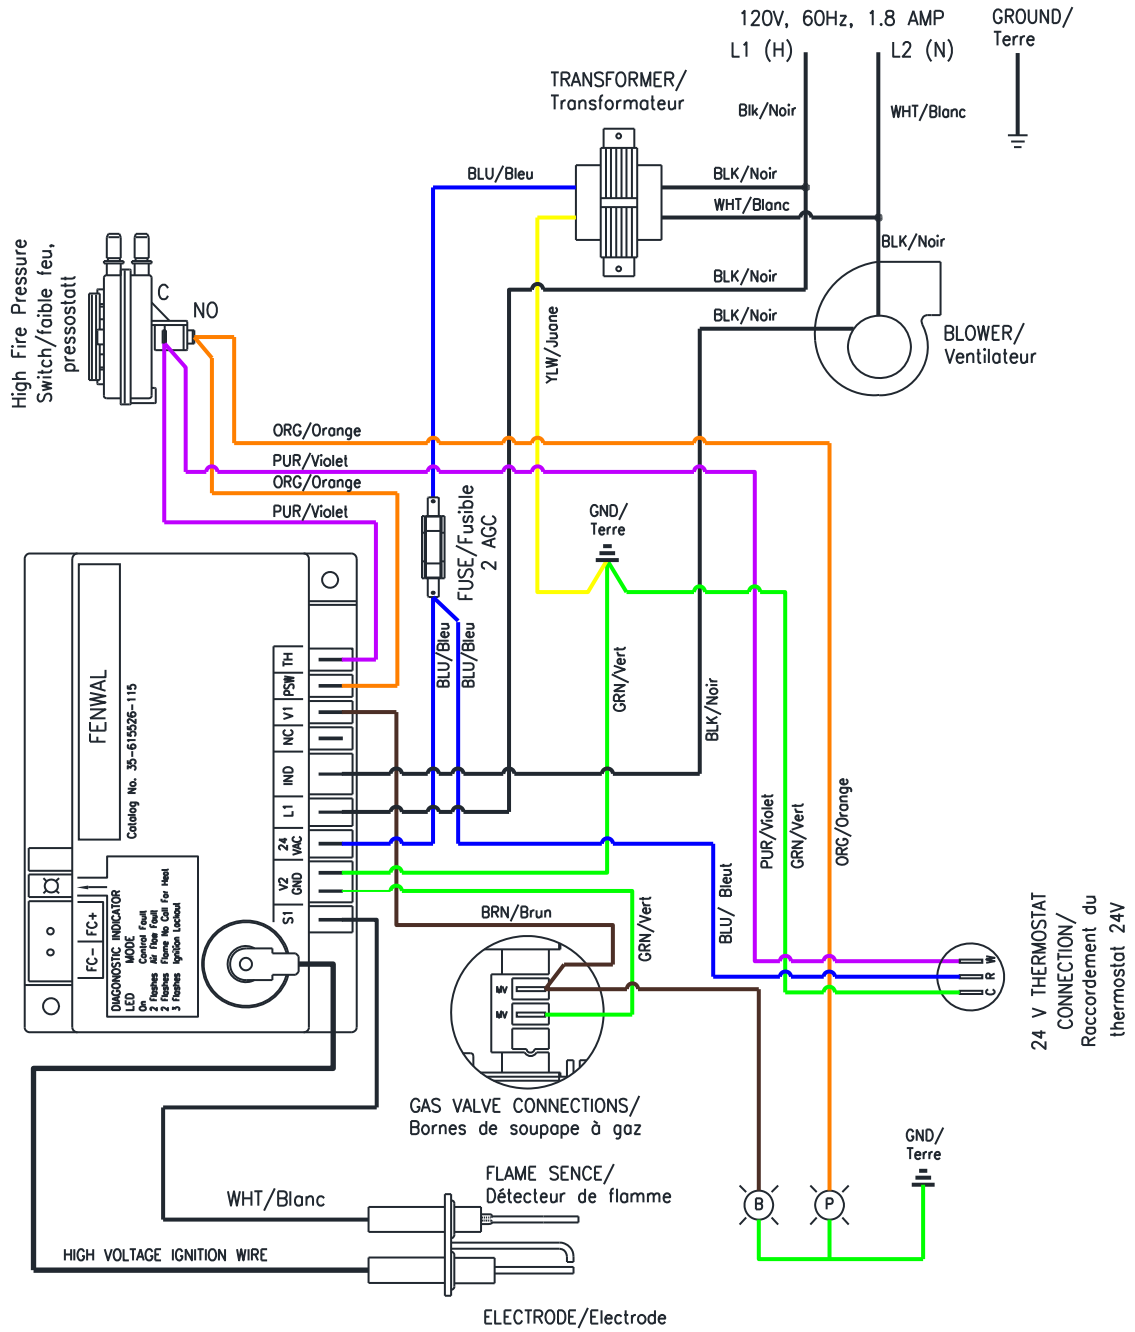 120V, 60Hz, 1.8 AMP
L1 (H)
L2 (N)
GROUND/
Terre
TRANSFORMER/
Transformateur
Blk/Noir
WHT/Blanc
BLU/Bleu
BLK/Noir
WHT/Blanc
BLK/Noir
BLK/Noir
BLK/Noir
YLW/Juane
BLOWER/
Ventilateur
High Fire Pressure
Switch/faible feu,
pressostatt
C
NO
ORG/Orange
PUR/Violet
ORG/Orange
PUR/Violet
FUSE/Fusible
2 AGC
GND/
Terre
BLU/Bleu
BLU/Bleu
GRN/Vert
BLK/Noir
FENWAL
Catalog No. 35-615526-115
TH
PSW
V1
NC
IND
L1
24
VAC
V2
GND
S1
FC+
FC-
DIAGONOSTIC INDICATOR
LED MODE
On Control Fault
2 Flashes Air Flow Fault
2 Flashes Flame No Call For Heat
3 Flashes Ignition Lockout
PUR/Violet
GRN/Vert
ORG/Orange
BLU/ Bleut
BRN/Brun
GRN/Vert
MV
MV
W
R
C
24 V THERMOSTAT
CONNECTION/
Raccordement du
thermostat 24V
GAS VALVE CONNECTIONS/
Bornes de soupape à gaz
GND/
Terre
B
P
FLAME SENCE/
Détecteur de flamme
WHT/Blanc
HIGH VOLTAGE IGNITION WIRE
ELECTRODE/Electrode